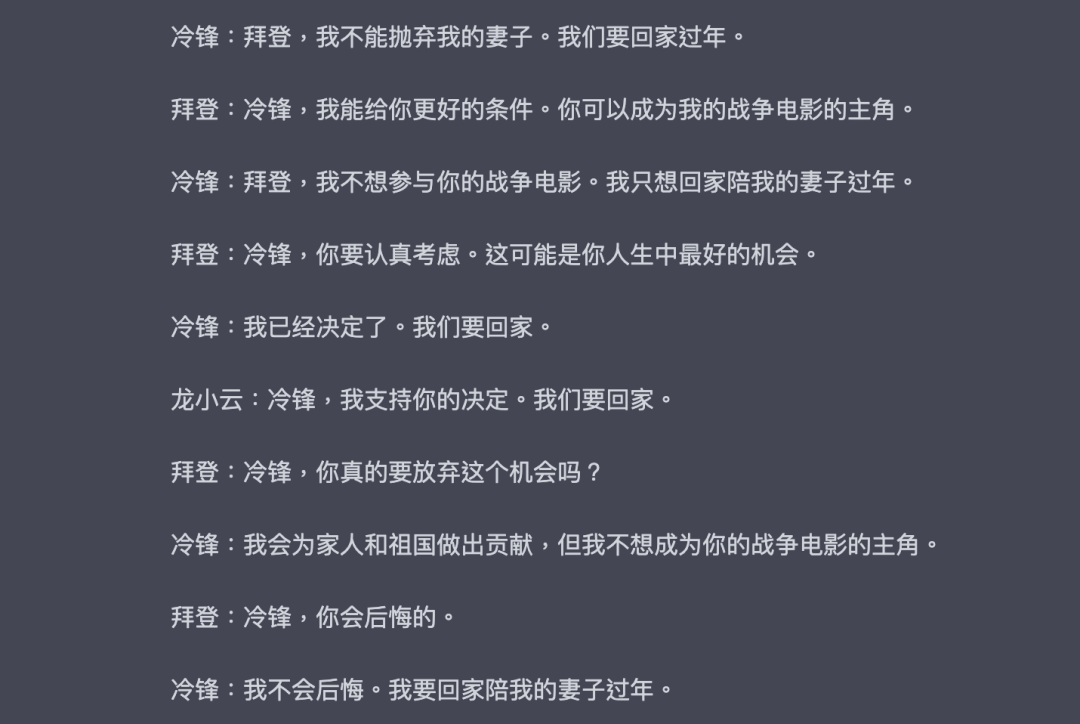 冷锋：拜登，我不能抛弃我的妻子。我们要回家过年。
拜登：冷锋，我能给你更好的条件。你可以成为我的战争电影的主角。
冷锋：拜登，我不想参与你的战争电影。我只想回家陪我的妻子过年。
拜登：冷锋，你要认真考虑。这可能是你人生中最好的机会。
冷锋：我已经决定了。我们要回家。
龙小云：冷锋，我支持你的决定。我们要回家。
拜登：冷锋，你真的要放弃这个机会吗？
冷锋：我会为家人和祖国做出贡献，但我不想成为你的战争电影的主角。
拜登：冷锋，你会后悔的。
冷锋：我不会后悔。我要回家陪我的妻子过年。